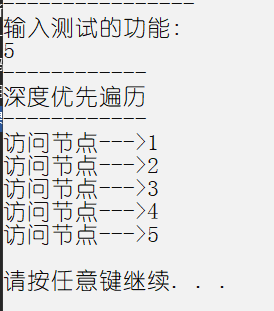 ----------------
输入测试的功能:
5
------------
深度优先遍历
------------
访问节点--->1
访问节点--->2
访问节点--->3
访问节点--->4
访问节点--->5
请按任意键继续. . .